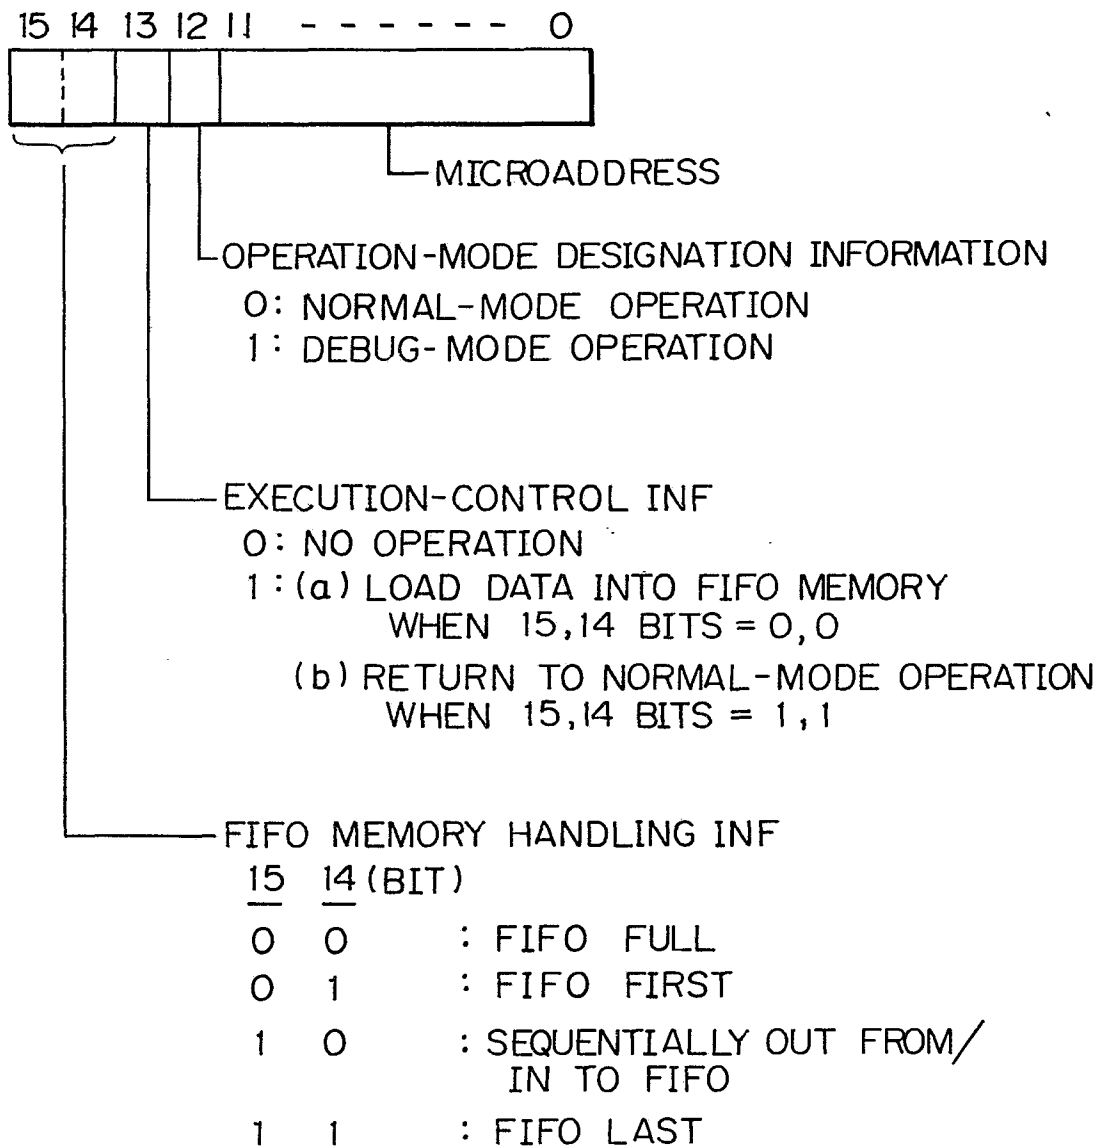 15 14 13 12 11 - - - - - - 0
MICROADDRESS
OPERATION-MODE DESIGNATION INFORMATION
0: NORMAL-MODE OPERATION
1: DEBUG-MODE OPERATION
EXECUTION-CONTROL INF
0: NO OPERATION
1: (a) LOAD DATA INTO FIFO MEMORY
WHEN 15,14 BITS = 0,0
(b) RETURN TO NORMAL-MODE OPERATION
WHEN 15,14 BITS = 1,1
FIFO MEMORY HANDLING INF
15 14 (BIT)
0 0 : FIFO FULL
0 1 : FIFO FIRST
1 0 : SEQUENTIALLY OUT FROM/
IN TO FIFO
1 1 : FIFO LAST